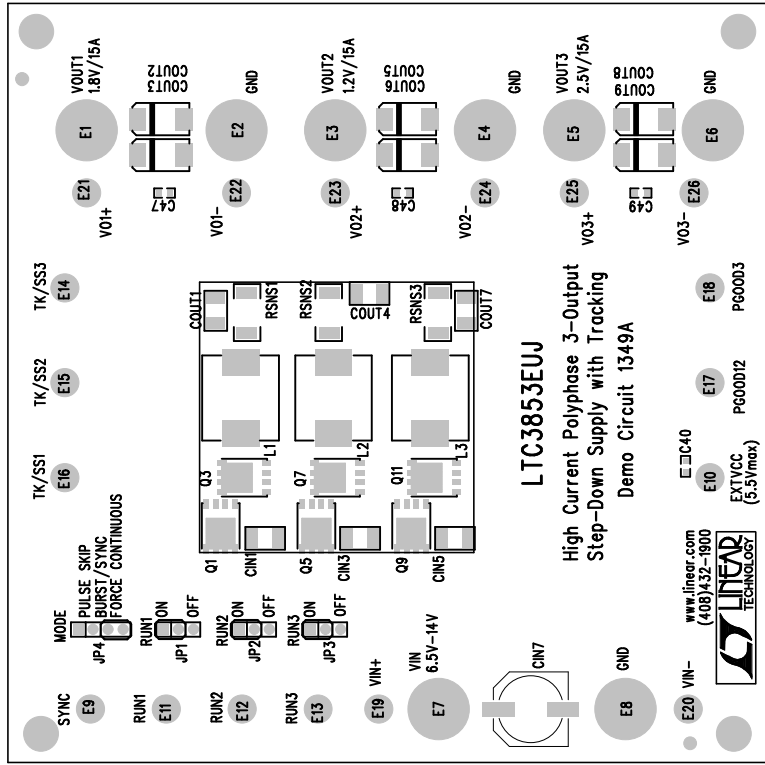 VOUT1
1.8V/15A
COUT3
COUT2
GND
VOUT2
1.2V/15A
COUT6
COUT5
GND
VOUT3
2.5V/15A
COUT9
COUT8
GND
E1
E2
E3
E4
E5
E6
E21
C47
E22
E23
C48
E24
E25
C49
E26
VO1+
VO1-
VO2+
VO2-
VO3+
VO3-
TK/SS3
E14
TK/SS2
E15
TK/SS1
E16
COUT1
RSNS1
RSNS2
COUT4
RSNS3
COUT7
L1
L2
L3
Q3
Q7
Q11
Q1
CIN1
Q5
CIN3
Q9
CIN5
LTC3853EUJ
High Current Polyphase 3-Output
Step-Down Supply with Tracking
Demo Circuit 1349A
E18
PGOOD3
E17
PGOOD12
C40
E10
EXTVCC
(5.5Vmax)
MODE
PULSE SKIP
BURST/SYNC
FORCE CONTINUOUS
JP4
RUN1
ON
OFF
JP1
RUN2
ON
OFF
JP2
RUN3
ON
OFF
JP3
SYNC
E9
RUN1
E11
RUN2
E12
RUN3
E13
VIN+
E19
VIN
6.5V-14V
E7
CIN7
GND
E8
VIN-
E20
www.linear.com
(408)432-1900
LINEAR
TECHNOLOGY